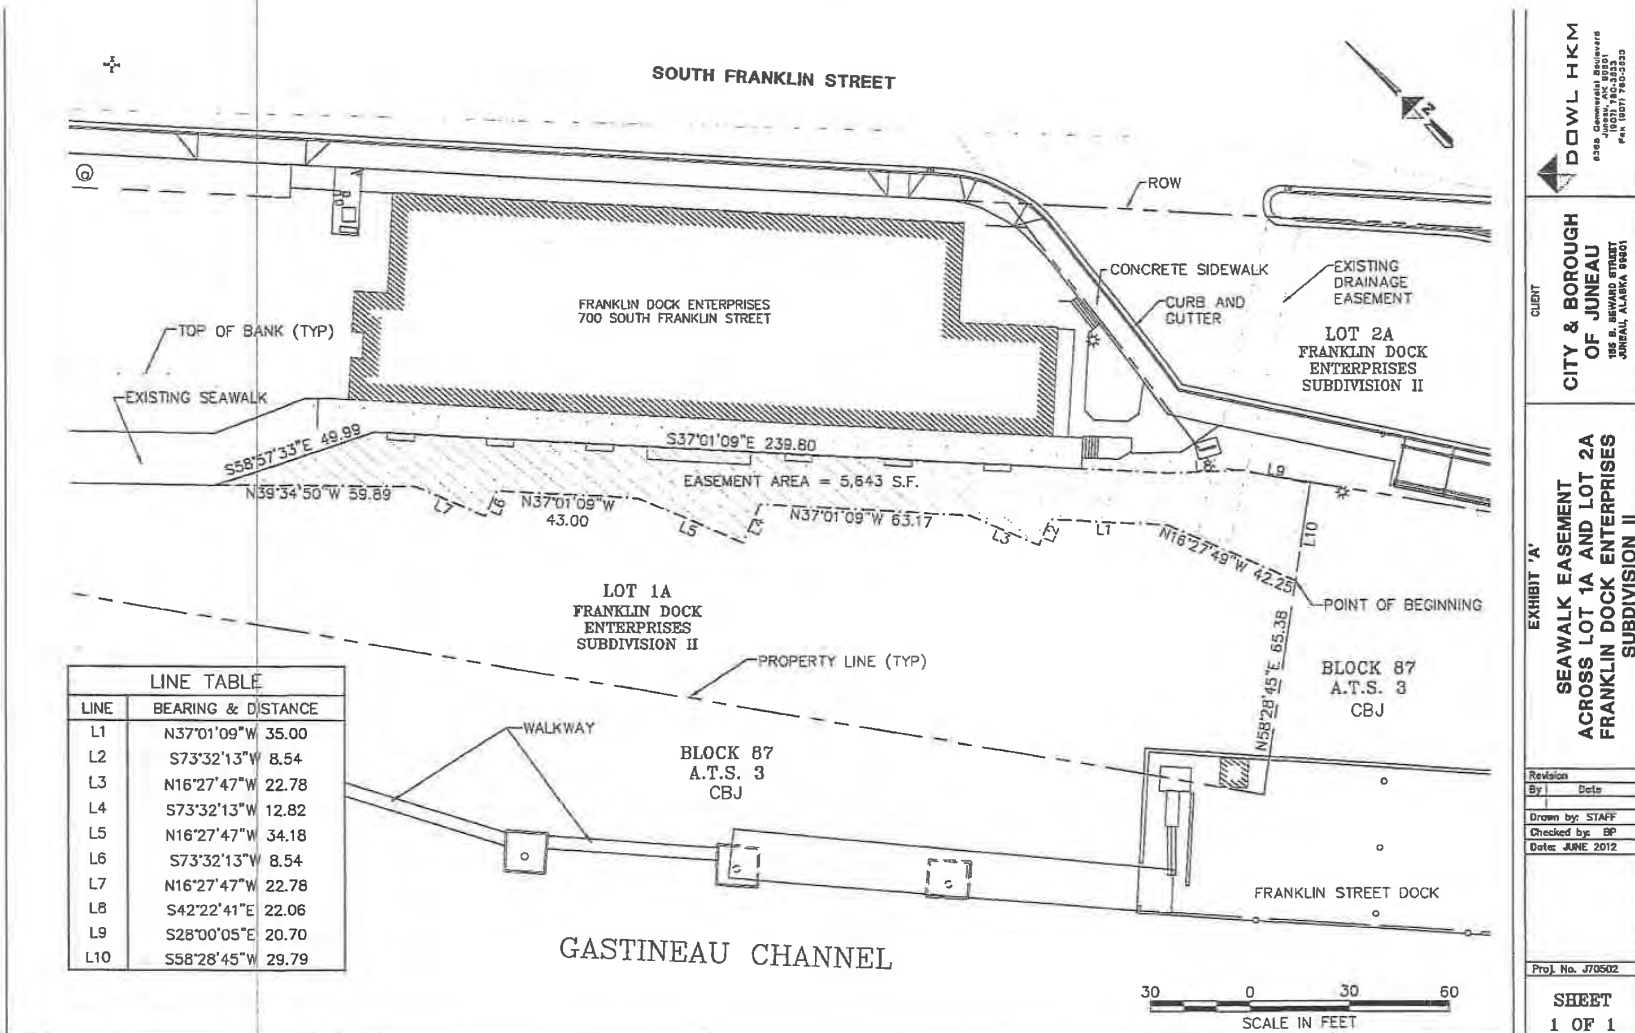 SOUTH FRANKLIN STREET
N
ROW
CONCRETE SIDEWALK
EXISTING
DRAINAGE
EASEMENT
CURB AND
GUTTER
FRANKLIN DOCK ENTERPRISES
700 SOUTH FRANKLIN STREET
LOT 2A
FRANKLIN DOCK
ENTERPRISES
SUBDIVISION II
TOP OF BANK (TYP)
EXISTING SEAWALK
S58°57'33"E 49.99
S37°01'09"E 239.80
EASEMENT AREA = 5,643 S.F.
L8
L9
N39°34'50"W 59.89
L7
L6
N37°01'09"W
43.00
L5
L4
N37°01'09"W 63.17
L3
L2
L1
N16°27'49"W 42.25
L10
POINT OF BEGINNING
LOT 1A
FRANKLIN DOCK
ENTERPRISES
SUBDIVISION II
PROPERTY LINE (TYP)
N58°28'45"E 65.38
BLOCK 87
A.T.S. 3
CBJ
WALKWAY
BLOCK 87
A.T.S. 3
CBJ
FRANKLIN STREET DOCK
GASTINEAU CHANNEL
30 0 30 60
SCALE IN FEET
LINE TABLE
LINE BEARING & DISTANCE
L1 N37°01'09"W 35.00
L2 S73°32'13"W 8.54
L3 N16°27'47"W 22.78
L4 S73°32'13"W 12.82
L5 N16°27'47"W 34.18
L6 S73°32'13"W 8.54
L7 N16°27'47"W 22.78
L8 S42°22'41"E 22.06
L9 S28°00'05"E 20.70
L10 S58°28'45"W 29.79
DOWL HKM
Commercial Boulevard
Juneau, AK 99801
CLIENT
CITY & BOROUGH
OF JUNEAU
155 S. SEWARD STREET
JUNEAU, ALASKA 99801
EXHIBIT 'A'
SEAWALK EASEMENT
ACROSS LOT 1A AND LOT 2A
FRANKLIN DOCK ENTERPRISES
SUBDIVISION II
Revision
By Date
Drawn by: STAFF
Checked by: BP
Date: JUNE 2012
Proj. No. J70502
SHEET
1 OF 1